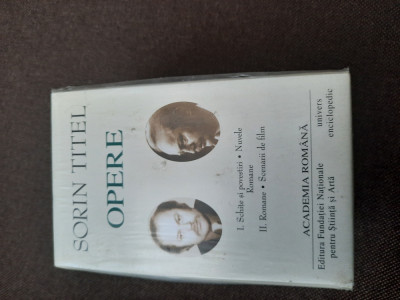 SORIN TITEL
OPERE
I. Schițe și povestiri • Nuvele
Romane
II. Romane • Scenarii de film
ACADEMIA ROMÂNĂ
Editura Fundației Naționale
pentru Știință și Artă
univers
enciclopedic